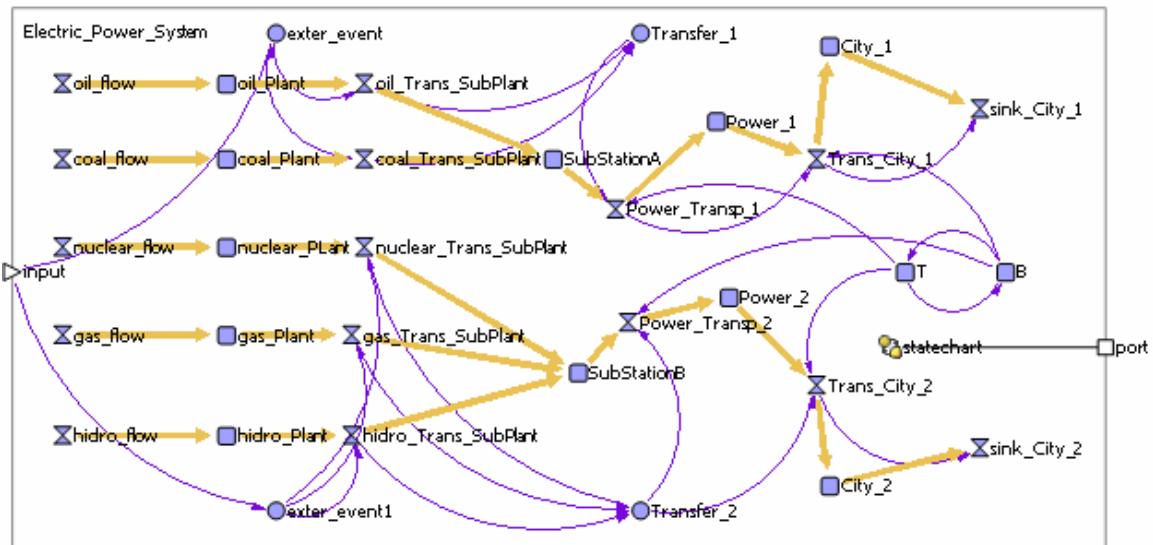 Electric_Power_System
exter_event
Transfer_1
City_1
oil_flow
oil_Plant
oil_Trans_SubPlant
sink_City_1
Power_1
coal_flow
coal_Plant
coal_Trans_SubPlant
SubStationA
Trans_City_1
Power_Transp_1
nuclear_flow
nuclear_PLant
nuclear_Trans_SubPlant
input
T
B
Power_2
gas_flow
gas_Plant
gas_Trans_SubPlant
Power_Transp_2
statechart
port
SubStationB
Trans_City_2
hidro_flow
hidro_Plant
hidro_Trans_SubPlant
sink_City_2
City_2
exter_event1
Transfer_2